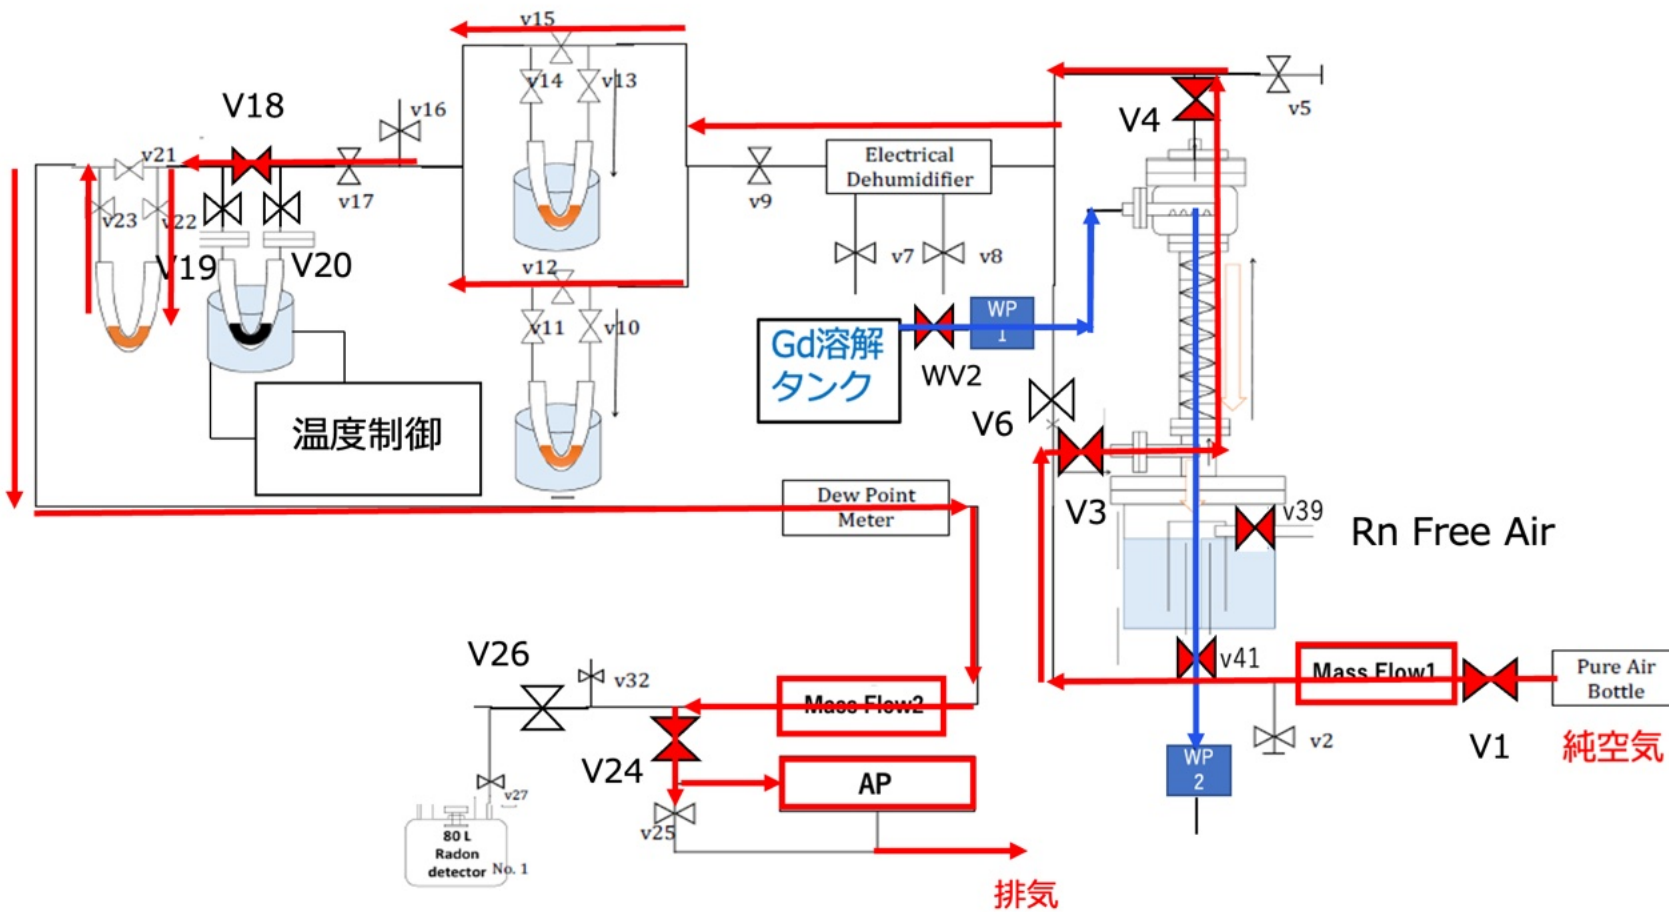 v15
v14
v13
v5
V4
V18
v16
v21
v17
v23
v22
V19
V20
Electrical
Dehumidifier
v9
v7
v8
v12
v11
v10
温度制御
Gd溶解
タンク
WV2
WP
1
V6
V3
v39
Rn Free Air
Dew Point
Meter
v41
Mass Flow1
Pure Air
Bottle
V1
純空気
v2
WP
2
V26
v32
Mass Flow2
V24
AP
v25
v27
80 L
Radon
detector
No. 1
排気